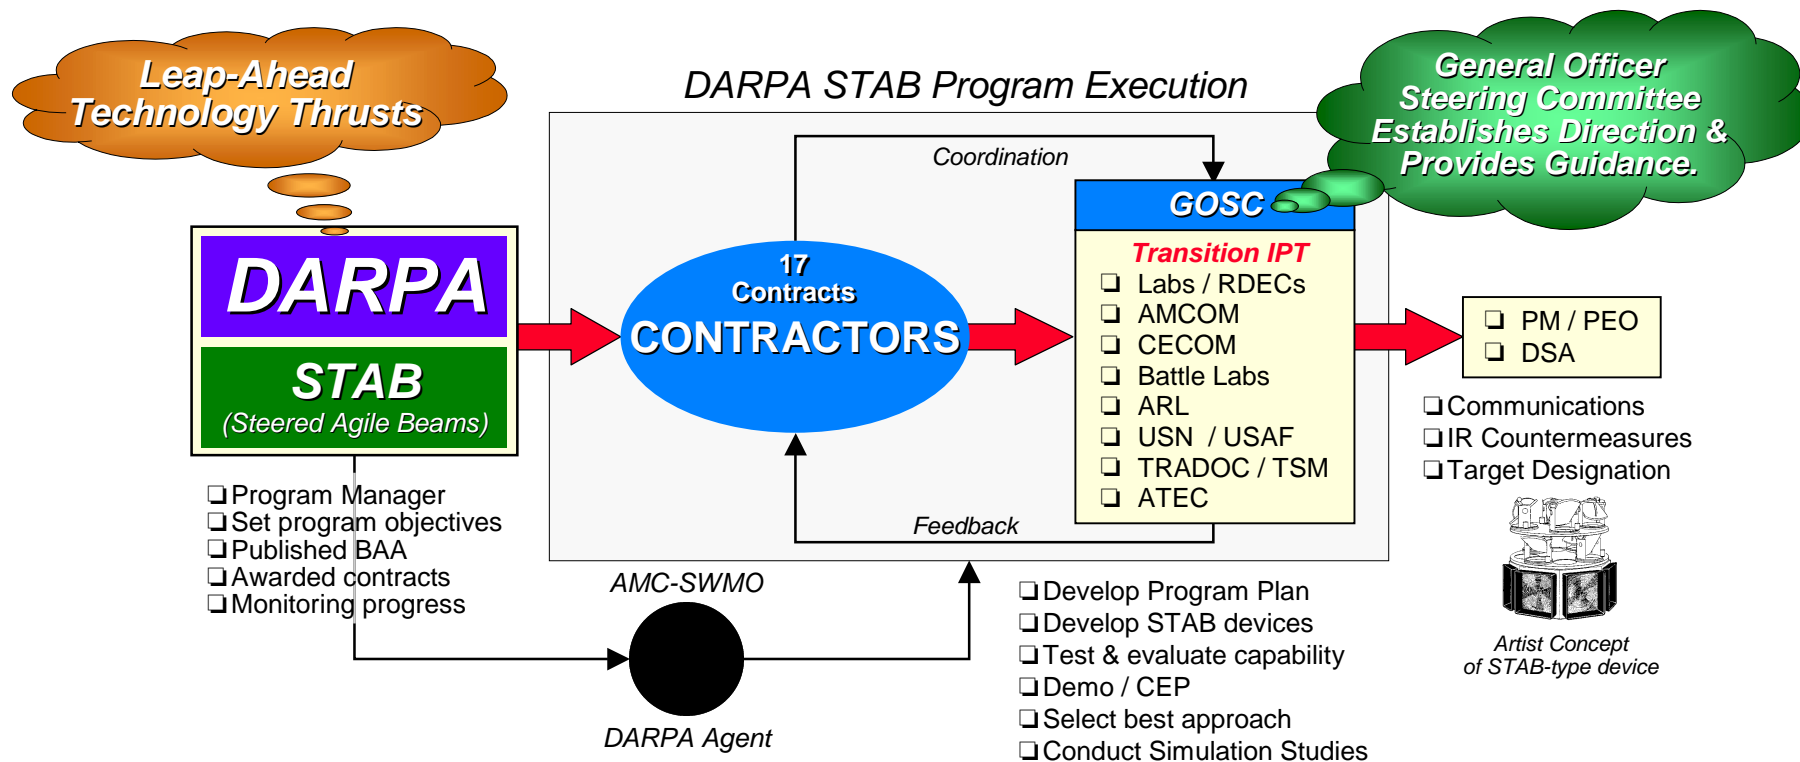 Leap-Ahead
Technology Thrusts
DARPA STAB Program Execution
General Officer
Steering Committee
Establishes Direction &
Provides Guidance.
DARPA
STAB
(Steered Agile Beams)
❏ Program Manager
❏ Set program objectives
❏ Published BAA
❏ Awarded contracts
❏ Monitoring progress
Coordination
17
Contracts
CONTRACTORS
Feedback
GOSC
Transition IPT
❏ Labs / RDECs
❏ AMCOM
❏ CECOM
❏ Battle Labs
❏ ARL
❏ USN / USAF
❏ TRADOC / TSM
❏ ATEC
❏ PM / PEO
❏ DSA
❏ Communications
❏ IR Countermeasures
❏ Target Designation
Artist Concept
of STAB-type device
AMC-SWMO
DARPA Agent
❏ Develop Program Plan
❏ Develop STAB devices
❏ Test & evaluate capability
❏ Demo / CEP
❏ Select best approach
❏ Conduct Simulation Studies